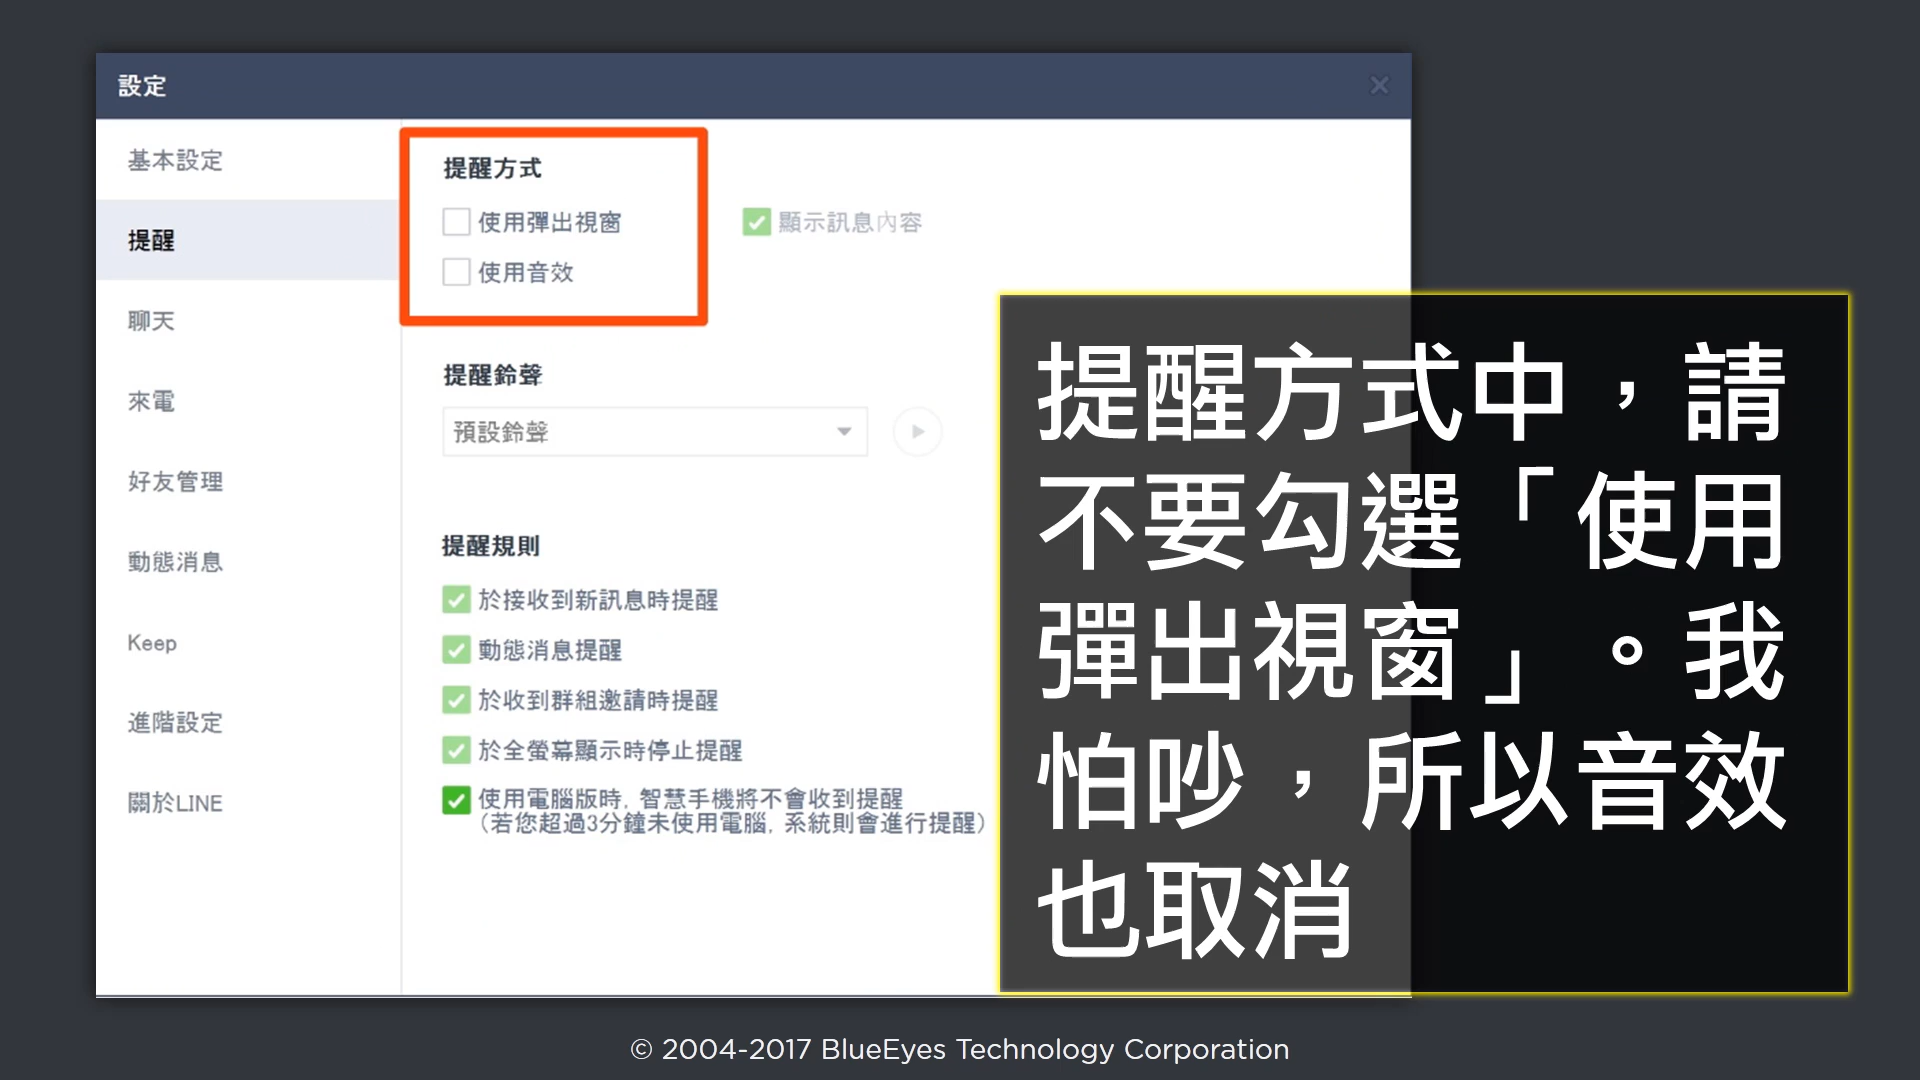 設定
基本設定
提醒
聊天
來電
好友管理
動態消息
Keep
進階設定
關於LINE
提醒方式
使用彈出視窗
顯示訊息內容
使用音效
提醒鈴聲
預設鈴聲
提醒規則
於接收到新訊息時提醒
動態消息提醒
於收到群組邀請時提醒
於全螢幕顯示時停止提醒
使用電腦版時, 智慧手機將不會收到提醒
(若您超過3分鐘未使用電腦, 系統則會進行提醒)
提醒方式中，請
不要勾選「使用
彈出視窗」。我
怕吵，所以音效
也取消
© 2004-2017 BlueEyes Technology Corporation